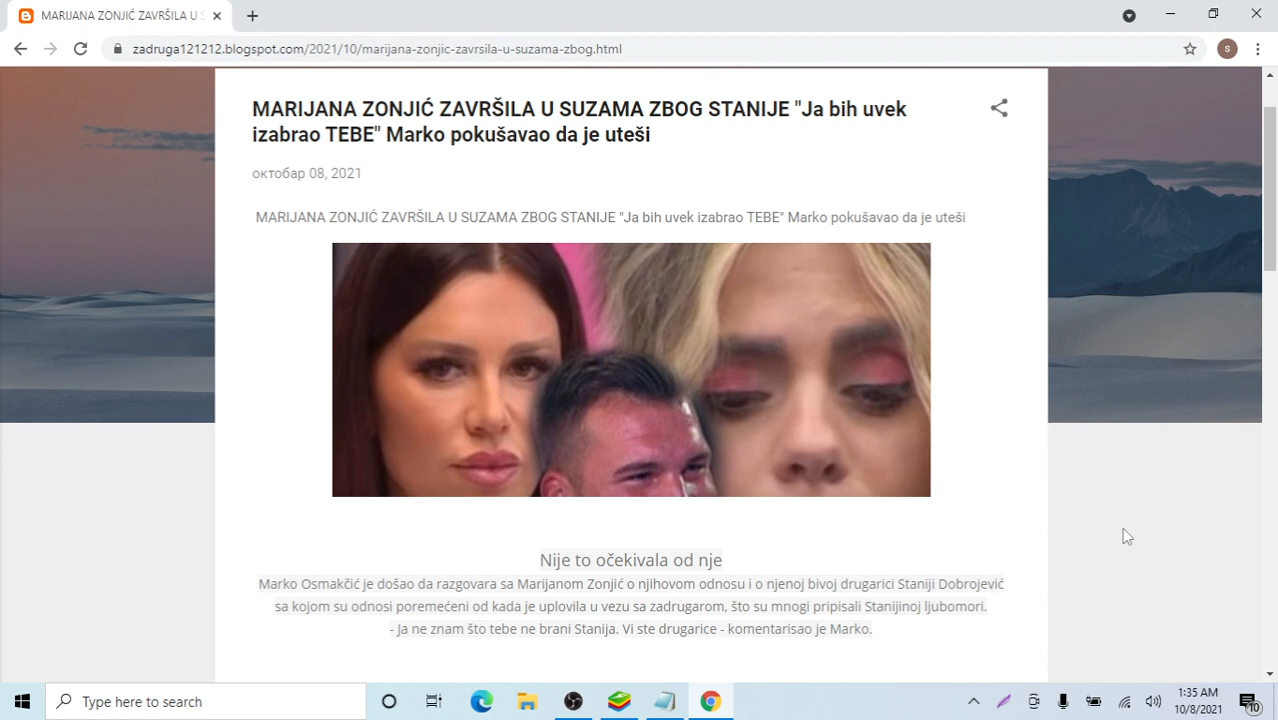 MARIJANA ZONJIĆ ZAVRŠILA U S
zadruga121212.blogspot.com/2021/10/marijana-zonjic-zavrsila-u-suzama-zbog.html
S
MARIJANA ZONJIĆ ZAVRŠILA U SUZAMA ZBOG STANIJE "Ja bih uvek
izabrao TEBE" Marko pokušavao da je uteši
октобар 08, 2021
MARIJANA ZONJIĆ ZAVRŠILA U SUZAMA ZBOG STANIJE "Ja bih uvek izabrao TEBE" Marko pokušavao da je uteši
Nije to očekivala od nje
Marko Osmakčić je došao da razgovara sa Marijanom Zonjić o njihovom odnosu i o njenoj bivoj drugarici Staniji Dobrojević
sa kojom su odnosi poremećeni od kada je uplovila u vezu sa zadrugarom, što su mnogi pripisali Stanijinoj ljubomori.
- Ja ne znam što tebe ne brani Stanija. Vi ste drugarice - komentarisao je Marko.
Type here to search
1:35 AM
10/8/2021
10